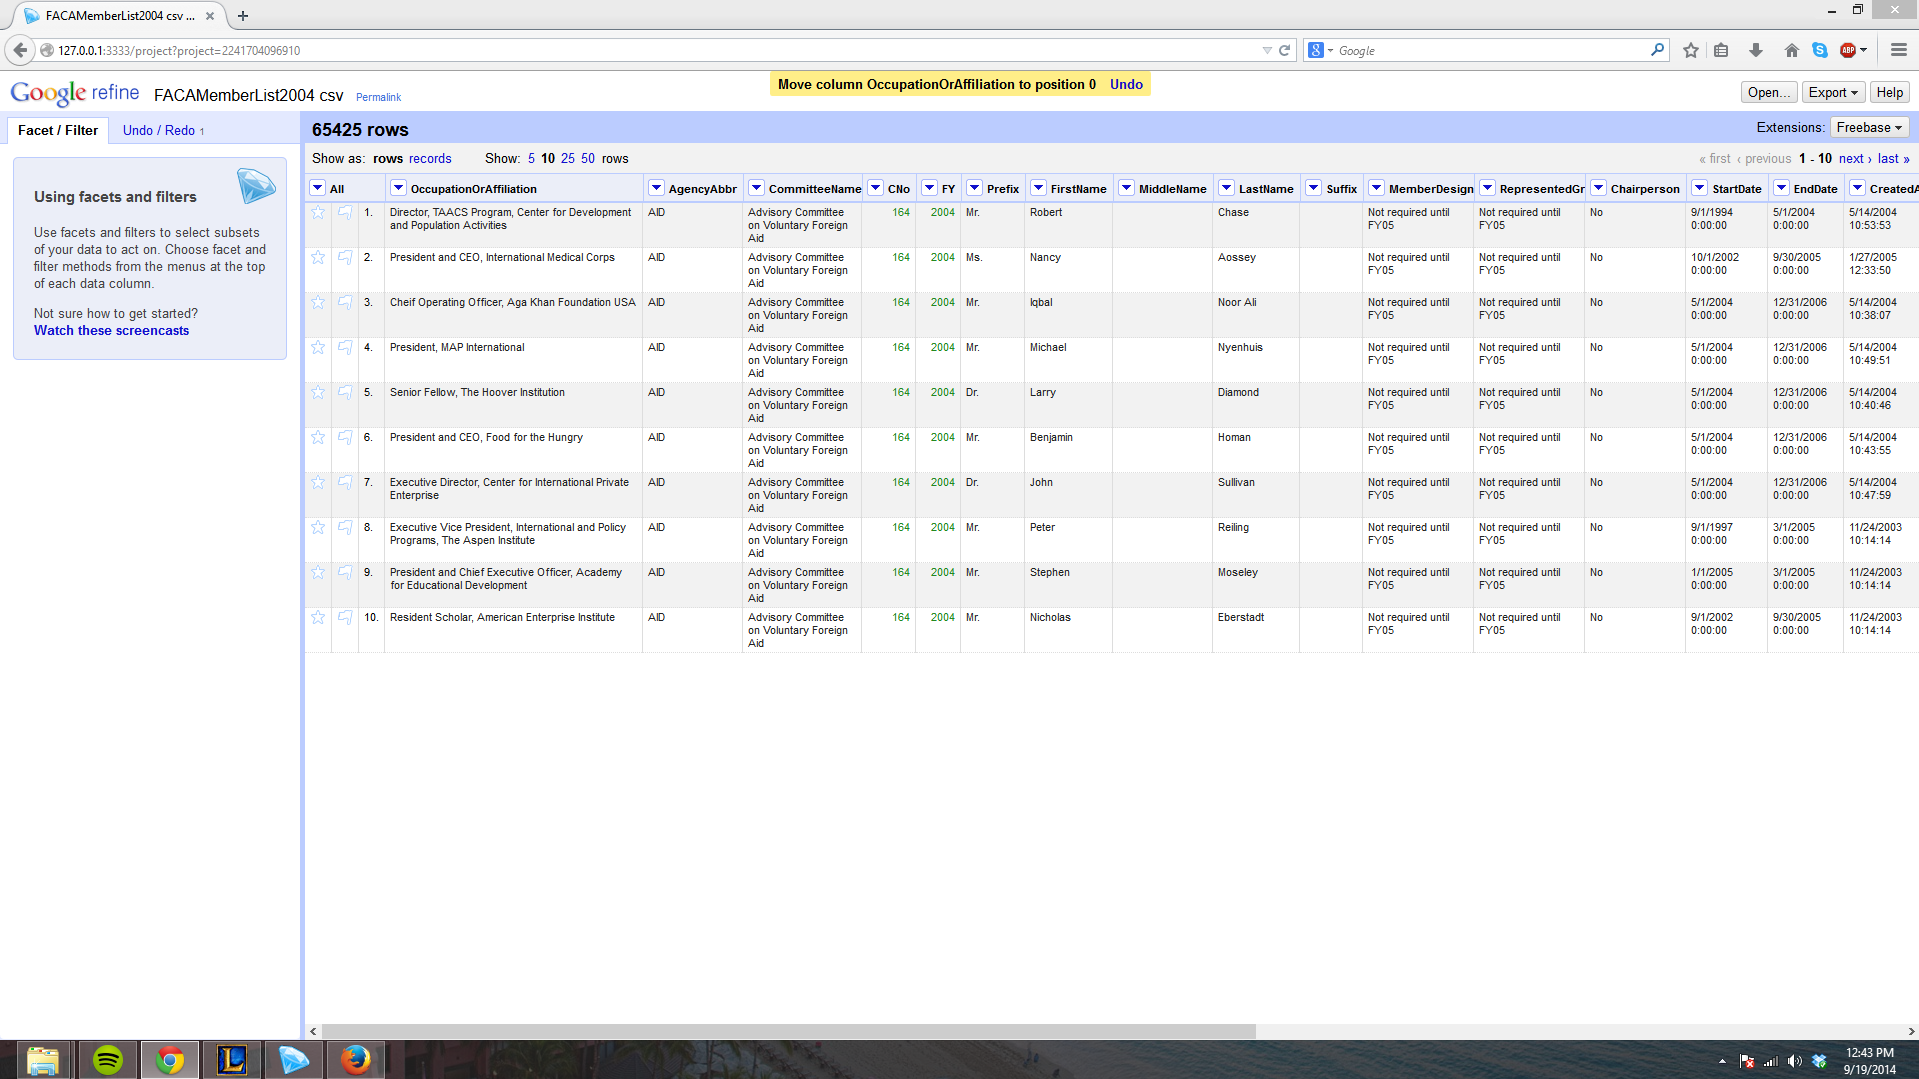 FACAMemberList2004 csv ...
127.0.0.1:3333/project?project=2241704096910
Google
ABP
Google refine FACAMemberList2004 csv Permalink
Move column OccupationOrAffiliation to position 0 Undo
Open... Export Help
Facet / Filter Undo / Redo 1
65425 rows
Extensions: Freebase
Show as: rows records Show: 5 10 25 50 rows
« first ‹ previous 1 - 10 next › last »
Using facets and filters
Use facets and filters to select subsets
of your data to act on. Choose facet and
filter methods from the menus at the top
of each data column.
Not sure how to get started?
Watch these screencasts
All OccupationOrAffiliation AgencyAbbr CommitteeName CNo FY Prefix FirstName MiddleName LastName Suffix MemberDesign RepresentedGr Chairperson StartDate EndDate CreatedA
1. Director, TAACS Program, Center for Development AID Advisory Committee 164 2004 Mr. Robert Chase Not required until Not required until No 9/1/1994 5/1/2004 5/14/2004
and Population Activities on Voluntary Foreign FY05 FY05 0:00:00 0:00:00 10:53:53
Aid
2. President and CEO, International Medical Corps AID Advisory Committee 164 2004 Ms. Nancy Aossey Not required until Not required until No 10/1/2002 9/30/2005 1/27/2005
on Voluntary Foreign FY05 FY05 0:00:00 0:00:00 12:33:50
Aid
3. Cheif Operating Officer, Aga Khan Foundation USA AID Advisory Committee 164 2004 Mr. Iqbal Noor Ali Not required until Not required until No 5/1/2004 12/31/2006 5/14/2004
on Voluntary Foreign FY05 FY05 0:00:00 0:00:00 10:38:07
Aid
4. President, MAP International AID Advisory Committee 164 2004 Mr. Michael Nyenhuis Not required until Not required until No 5/1/2004 12/31/2006 5/14/2004
on Voluntary Foreign FY05 FY05 0:00:00 0:00:00 10:49:51
Aid
5. Senior Fellow, The Hoover Institution AID Advisory Committee 164 2004 Dr. Larry Diamond Not required until Not required until No 5/1/2004 12/31/2006 5/14/2004
on Voluntary Foreign FY05 FY05 0:00:00 0:00:00 10:40:46
Aid
6. President and CEO, Food for the Hungry AID Advisory Committee 164 2004 Mr. Benjamin Homan Not required until Not required until No 5/1/2004 12/31/2006 5/14/2004
on Voluntary Foreign FY05 FY05 0:00:00 0:00:00 10:43:55
Aid
7. Executive Director, Center for International Private AID Advisory Committee 164 2004 Dr. John Sullivan Not required until Not required until No 5/1/2004 12/31/2006 5/14/2004
Enterprise on Voluntary Foreign FY05 FY05 0:00:00 0:00:00 10:47:59
Aid
8. Executive Vice President, International and Policy AID Advisory Committee 164 2004 Mr. Peter Reiling Not required until Not required until No 9/1/1997 3/1/2005 11/24/2003
Programs, The Aspen Institute on Voluntary Foreign FY05 FY05 0:00:00 0:00:00 10:14:14
Aid
9. President and Chief Executive Officer, Academy AID Advisory Committee 164 2004 Mr. Stephen Moseley Not required until Not required until No 1/1/2005 3/1/2005 11/24/2003
for Educational Development on Voluntary Foreign FY05 FY05 0:00:00 0:00:00 10:14:14
Aid
10. Resident Scholar, American Enterprise Institute AID Advisory Committee 164 2004 Mr. Nicholas Eberstadt Not required until Not required until No 9/1/2002 9/30/2005 11/24/2003
on Voluntary Foreign FY05 FY05 0:00:00 0:00:00 10:14:14
Aid
12:43 PM
9/19/2014